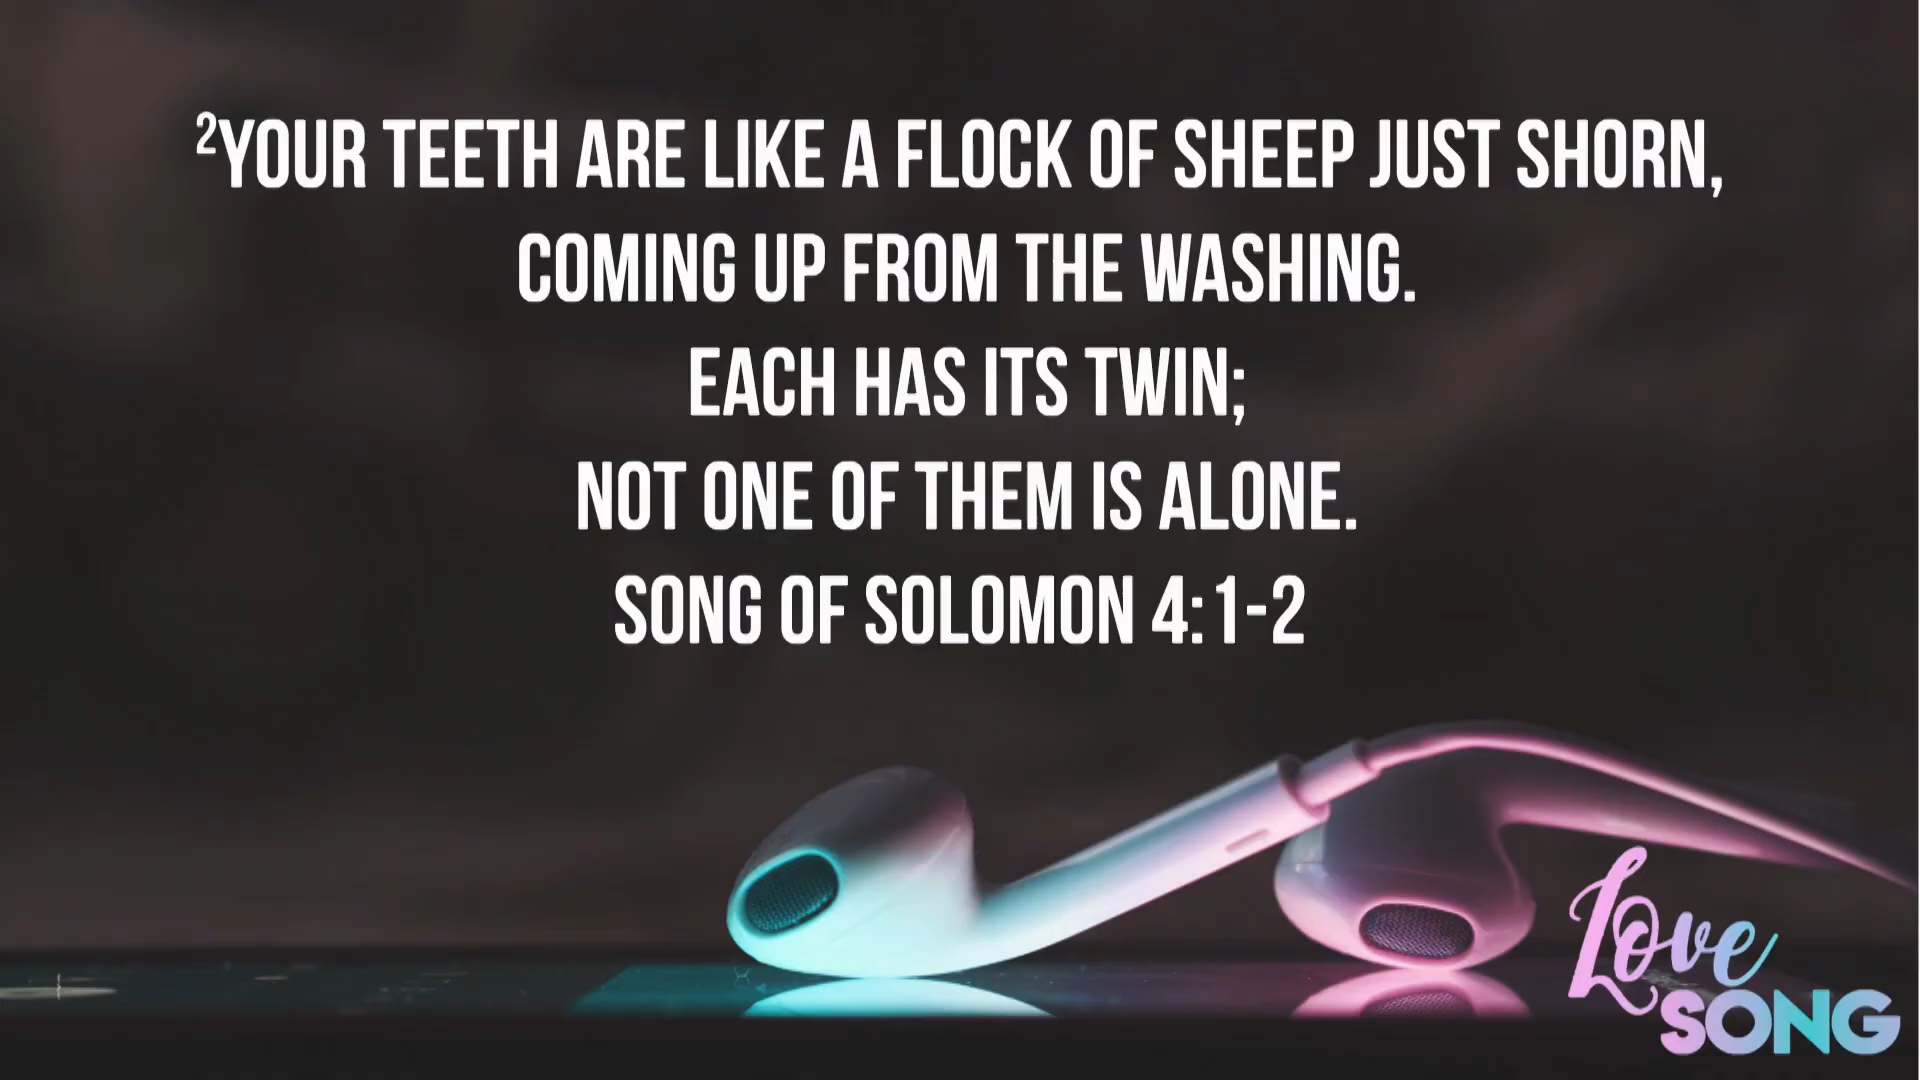 ²YOUR TEETH ARE LIKE A FLOCK OF SHEEP JUST SHORN,
COMING UP FROM THE WASHING.
EACH HAS ITS TWIN;
NOT ONE OF THEM IS ALONE.
SONG OF SOLOMON 4:1-2
Love
SONG